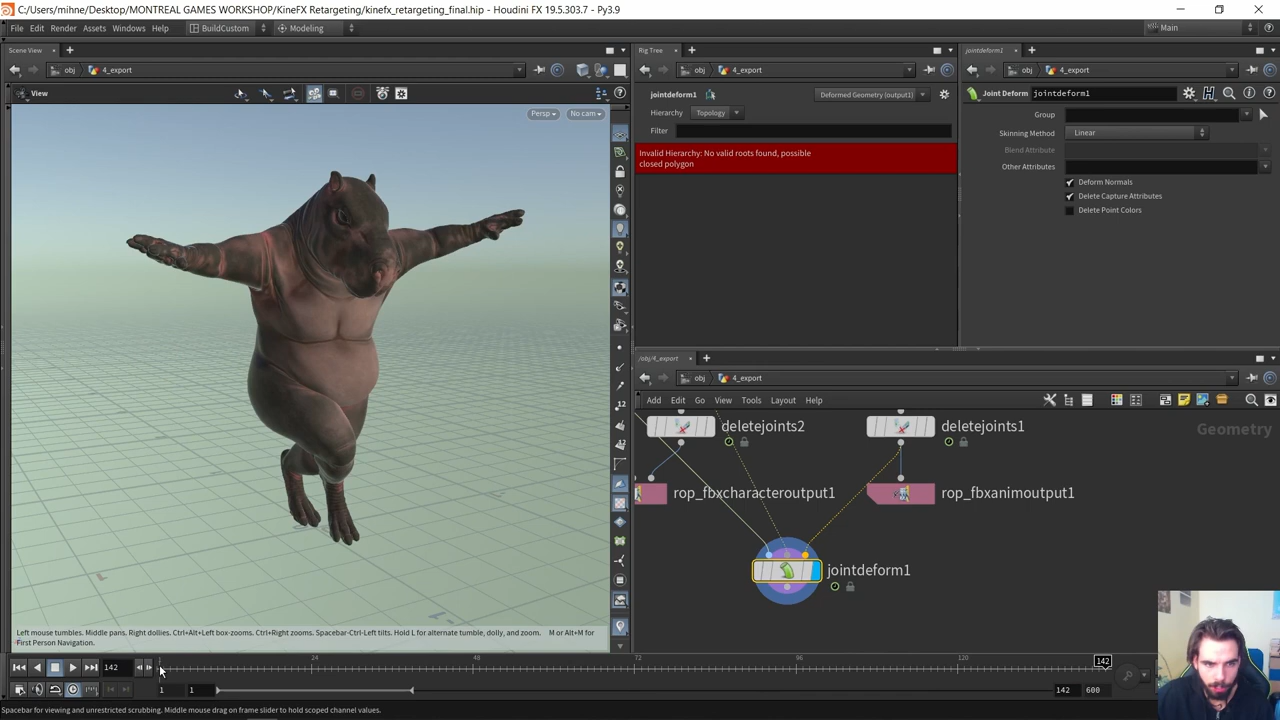 C:/Users/mihne/Desktop/MONTREAL GAMES WORKSHOP/KineFX Retargeting/kinefx_retargeting_final.hip - Houdini FX 19.5.303.7 - Py3.9
File Edit Render Assets Windows Help BuildCustom Modeling Main
Scene View
obj 4_export
View
Persp No cam
Left mouse tumbles. Middle pans. Right dollies. Ctrl+Alt+Left box-zooms. Ctrl+Right zooms. Spacebar-Ctrl-Left tilts. Hold L for alternate tumble, dolly, and zoom. M or Alt+M for
First Person Navigation.
Rig Tree
obj 4_export
jointdeform1 Deformed Geometry (output1)
Hierarchy Topology
Filter
Invalid Hierarchy: No valid roots found, possible
closed polygon
jointdeform1
obj 4_export
Joint Deform jointdeform1
Group
Skinning Method Linear
Blend Attribute
Other Attributes
Deform Normals
Delete Capture Attributes
Delete Point Colors
/obj/4_export
obj 4_export
Add Edit Go View Tools Layout Help
Geometry
deletejoints2 deletejoints1
rop_fbxcharacteroutput1 rop_fbxanimoutput1
jointdeform1
142 1 24 48 72 96 120 142
1 1 142 600
Spacebar for viewing and unrestricted scrubbing. Middle mouse drag on frame slider to hold scoped channel values.